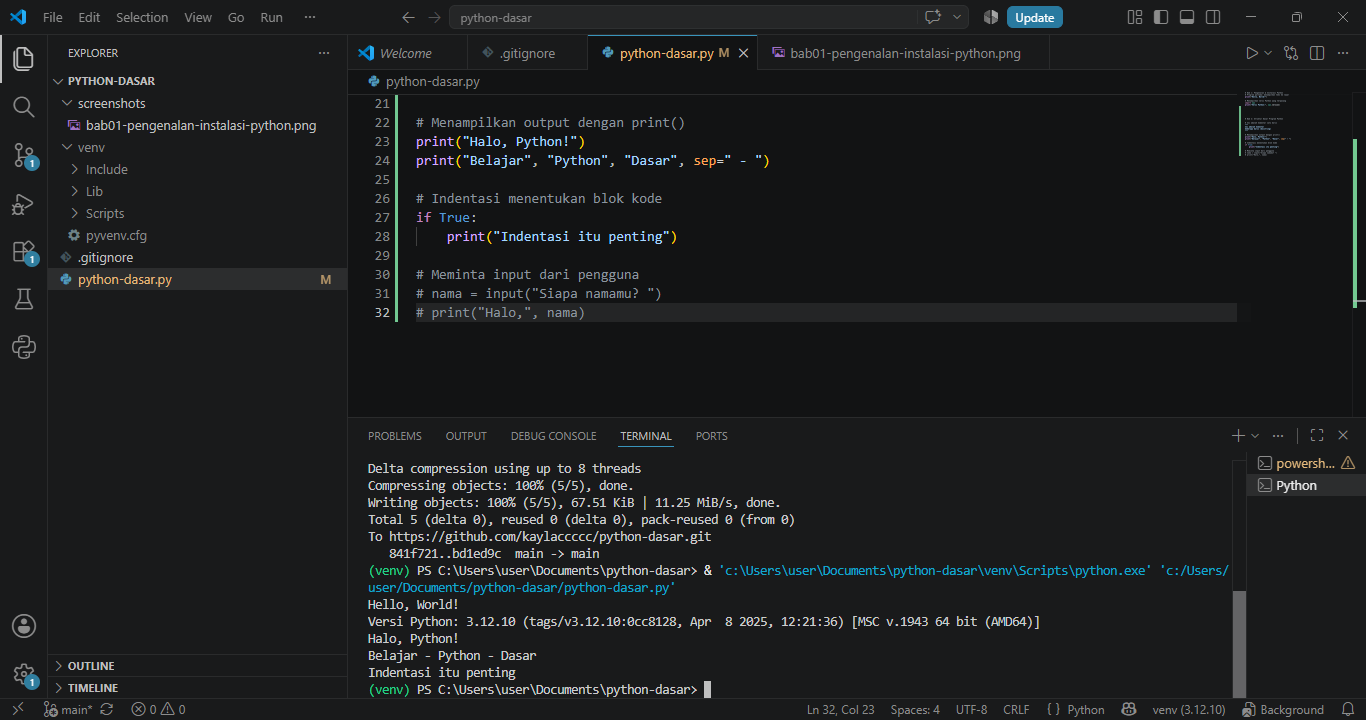 File Edit Selection View Go Run ··· python-dasar Update
EXPLORER ···
PYTHON-DASAR
screenshots
bab01-pengenalan-instalasi-python.png
venv
Include
Lib
Scripts
pyvenv.cfg
.gitignore
python-dasar.py M
OUTLINE
TIMELINE
Welcome .gitignore python-dasar.py M bab01-pengenalan-instalasi-python.png
python-dasar.py
21
22 # Menampilkan output dengan print()
23 print("Halo, Python!")
24 print("Belajar", "Python", "Dasar", sep=" - ")
25
26 # Indentasi menentukan blok kode
27 if True:
28     print("Indentasi itu penting")
29
30 # Meminta input dari pengguna
31 # nama = input("Siapa namamu? ")
32 # print("Halo,", nama)
PROBLEMS OUTPUT DEBUG CONSOLE TERMINAL PORTS
Delta compression using up to 8 threads
Compressing objects: 100% (5/5), done.
Writing objects: 100% (5/5), 67.51 KiB | 11.25 MiB/s, done.
Total 5 (delta 0), reused 0 (delta 0), pack-reused 0 (from 0)
To https://github.com/kaylaccccc/python-dasar.git
   841f721..bd1ed9c  main -> main
(venv) PS C:\Users\user\Documents\python-dasar> & 'c:\Users\user\Documents\python-dasar\venv\Scripts\python.exe' 'c:/Users/
user/Documents/python-dasar/python-dasar.py'
Hello, World!
Versi Python: 3.12.10 (tags/v3.12.10:0cc8128, Apr  8 2025, 12:21:36) [MSC v.1943 64 bit (AMD64)]
Halo, Python!
Belajar - Python - Dasar
Indentasi itu penting
(venv) PS C:\Users\user\Documents\python-dasar>
powersh...
Python
1
1
1
main* 0 0 Ln 32, Col 23 Spaces: 4 UTF-8 CRLF { } Python venv (3.12.10) Background